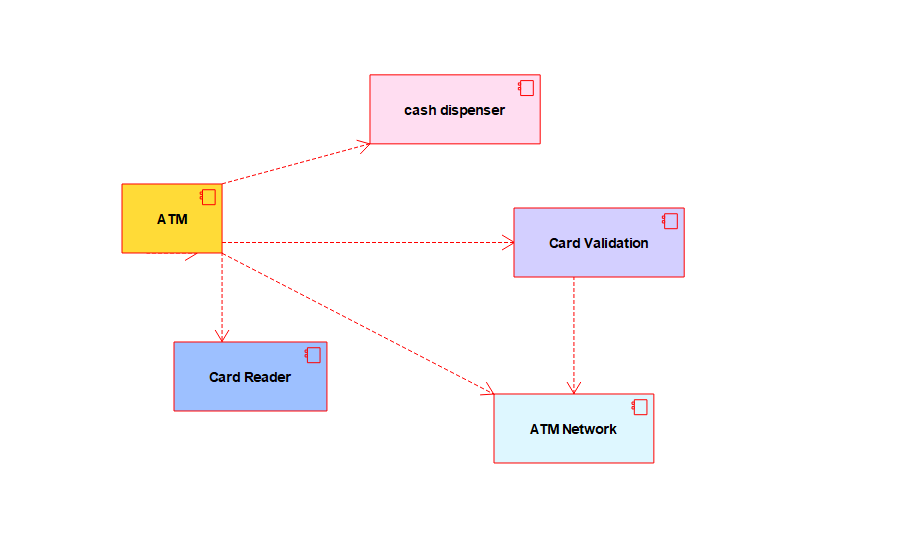 cash dispenser
ATM
Card Validation
Card Reader
ATM Network